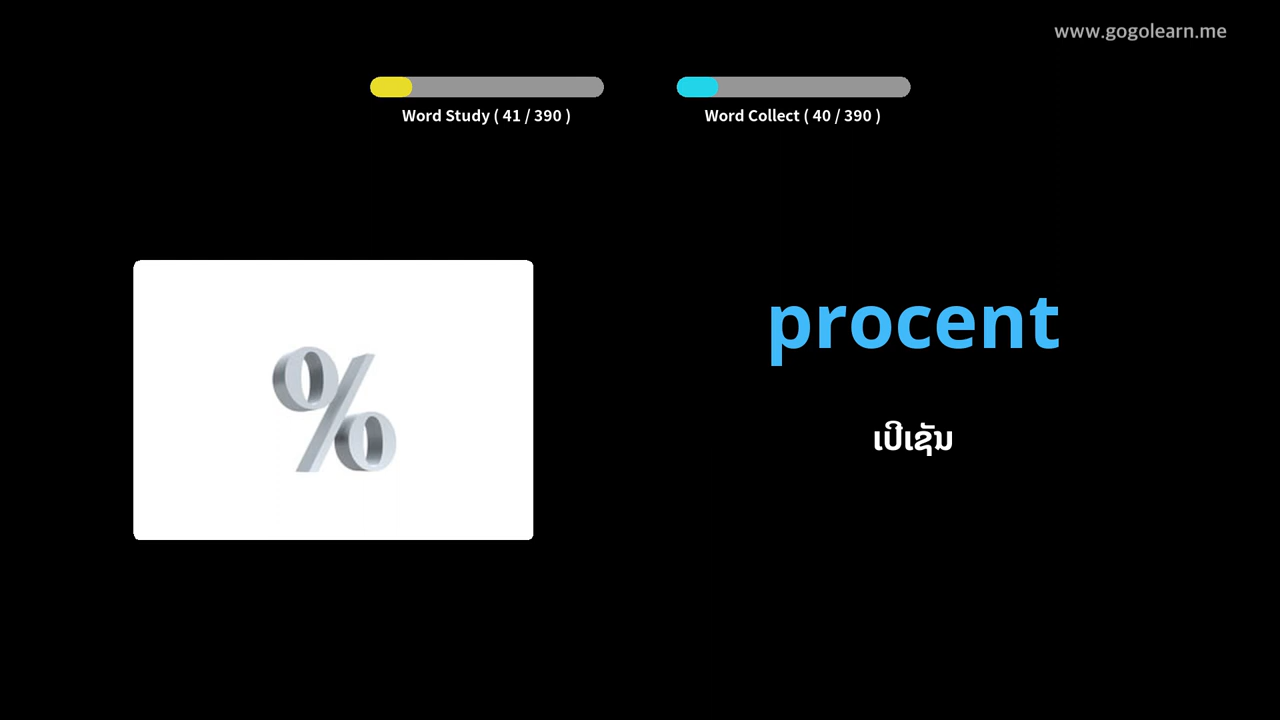 www.gogolearn.me
Word Study ( 41 / 390 )
Word Collect ( 40 / 390 )
%
procent
ເປີເຊັນ